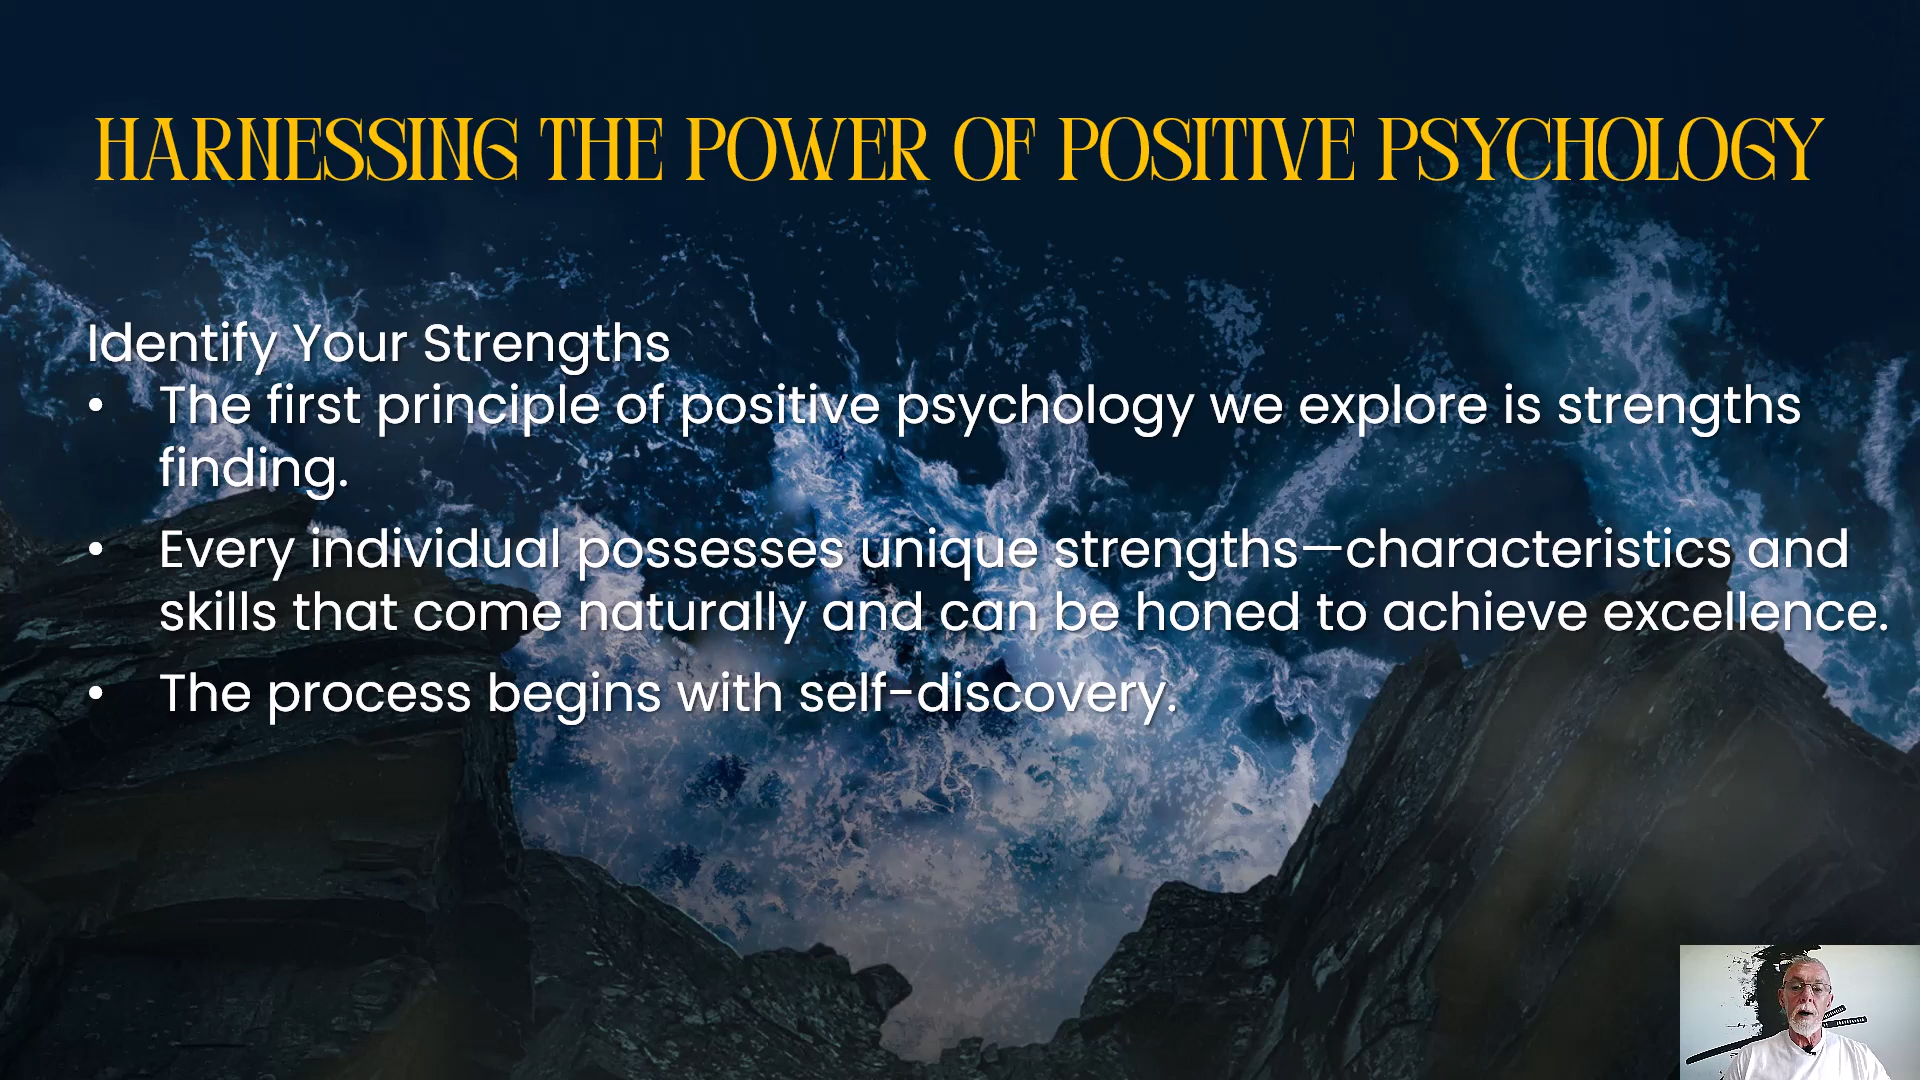 HARNESSING THE POWER OF POSITIVE PSYCHOLOGY
Identify Your Strengths
• The first principle of positive psychology we explore is strengths
finding.
• Every individual possesses unique strengths—characteristics and
skills that come naturally and can be honed to achieve excellence.
• The process begins with self-discovery.